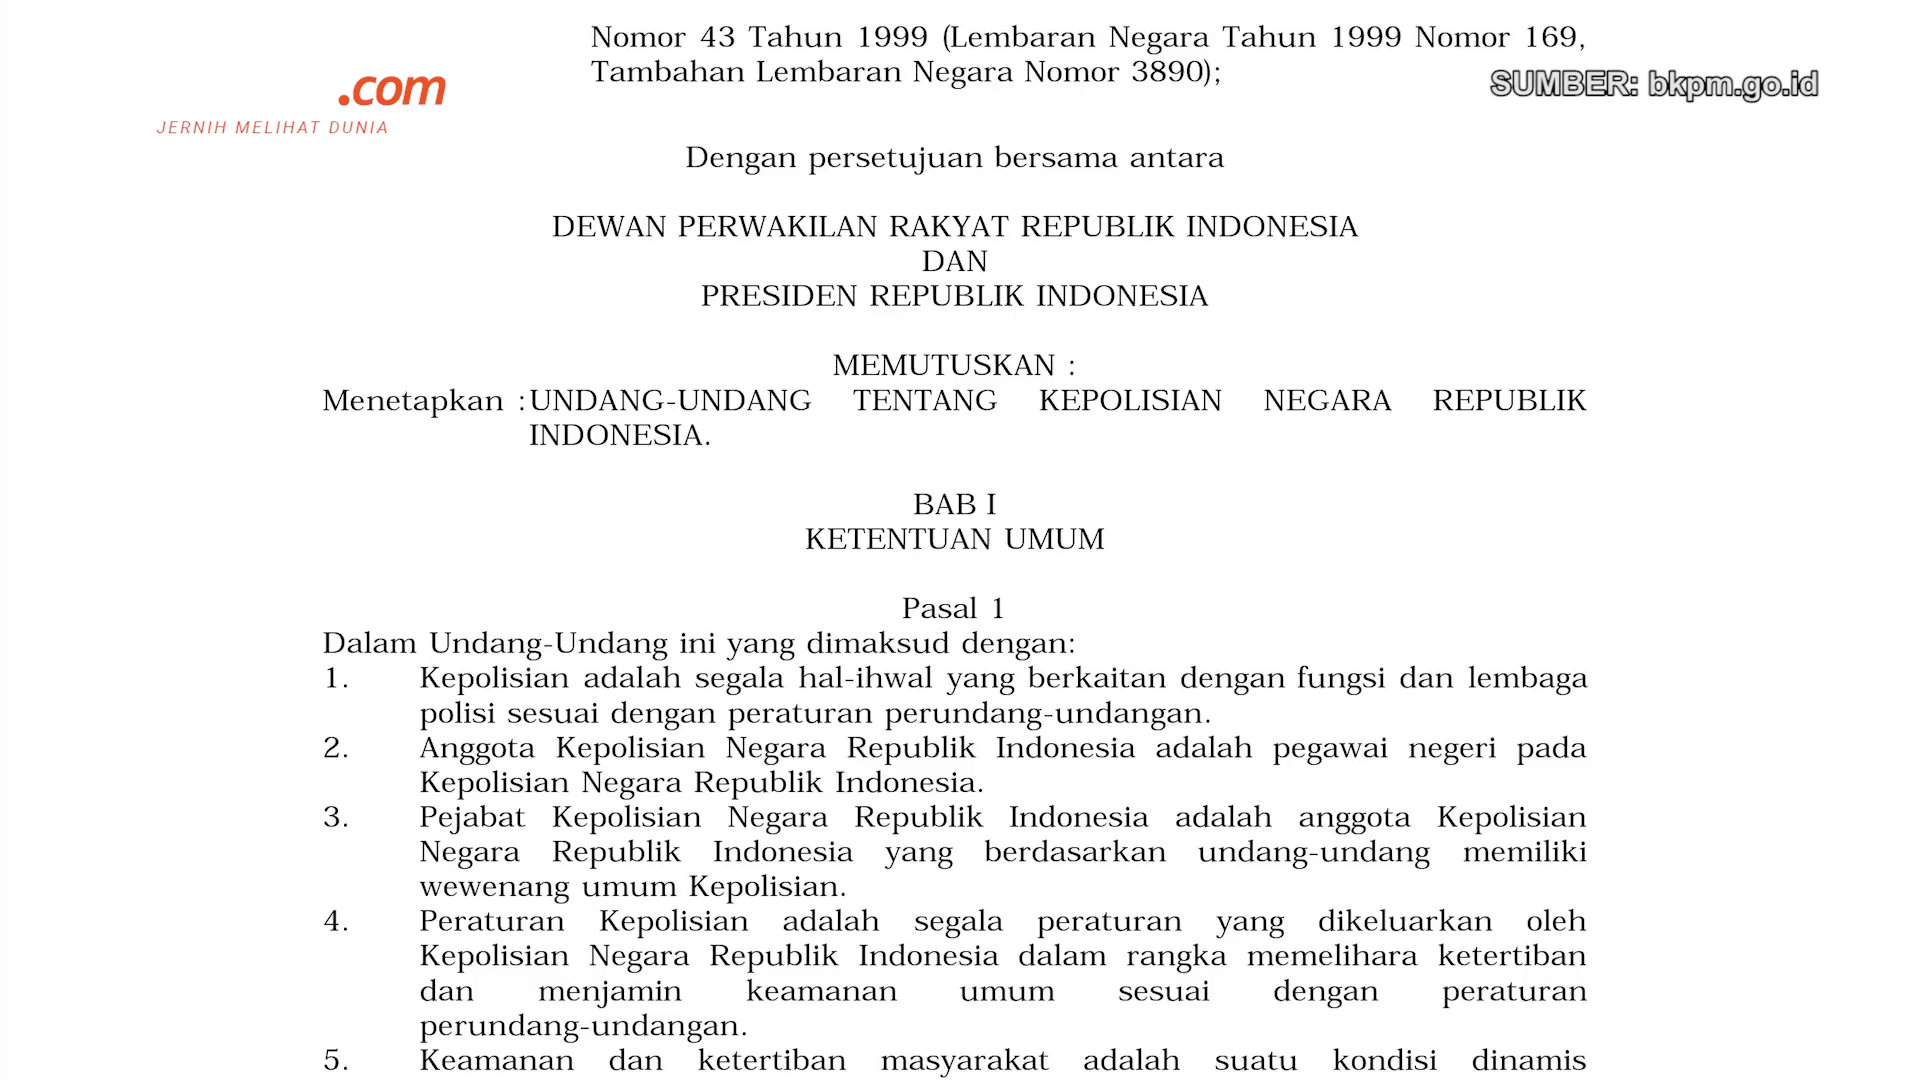 Nomor 43 Tahun 1999 (Lembaran Negara Tahun 1999 Nomor 169,
Tambahan Lembaran Negara Nomor 3890);
.com
JERNIH MELIHAT DUNIA
SUMBER: bkpm.go.id
Dengan persetujuan bersama antara
DEWAN PERWAKILAN RAKYAT REPUBLIK INDONESIA
DAN
PRESIDEN REPUBLIK INDONESIA
MEMUTUSKAN :
Menetapkan : UNDANG-UNDANG TENTANG KEPOLISIAN NEGARA REPUBLIK
INDONESIA.
BAB I
KETENTUAN UMUM
Pasal 1
Dalam Undang-Undang ini yang dimaksud dengan:
1. Kepolisian adalah segala hal-ihwal yang berkaitan dengan fungsi dan lembaga
polisi sesuai dengan peraturan perundang-undangan.
2. Anggota Kepolisian Negara Republik Indonesia adalah pegawai negeri pada
Kepolisian Negara Republik Indonesia.
3. Pejabat Kepolisian Negara Republik Indonesia adalah anggota Kepolisian
Negara Republik Indonesia yang berdasarkan undang-undang memiliki
wewenang umum Kepolisian.
4. Peraturan Kepolisian adalah segala peraturan yang dikeluarkan oleh
Kepolisian Negara Republik Indonesia dalam rangka memelihara ketertiban
dan menjamin keamanan umum sesuai dengan peraturan
perundang-undangan.
5. Keamanan dan ketertiban masyarakat adalah suatu kondisi dinamis